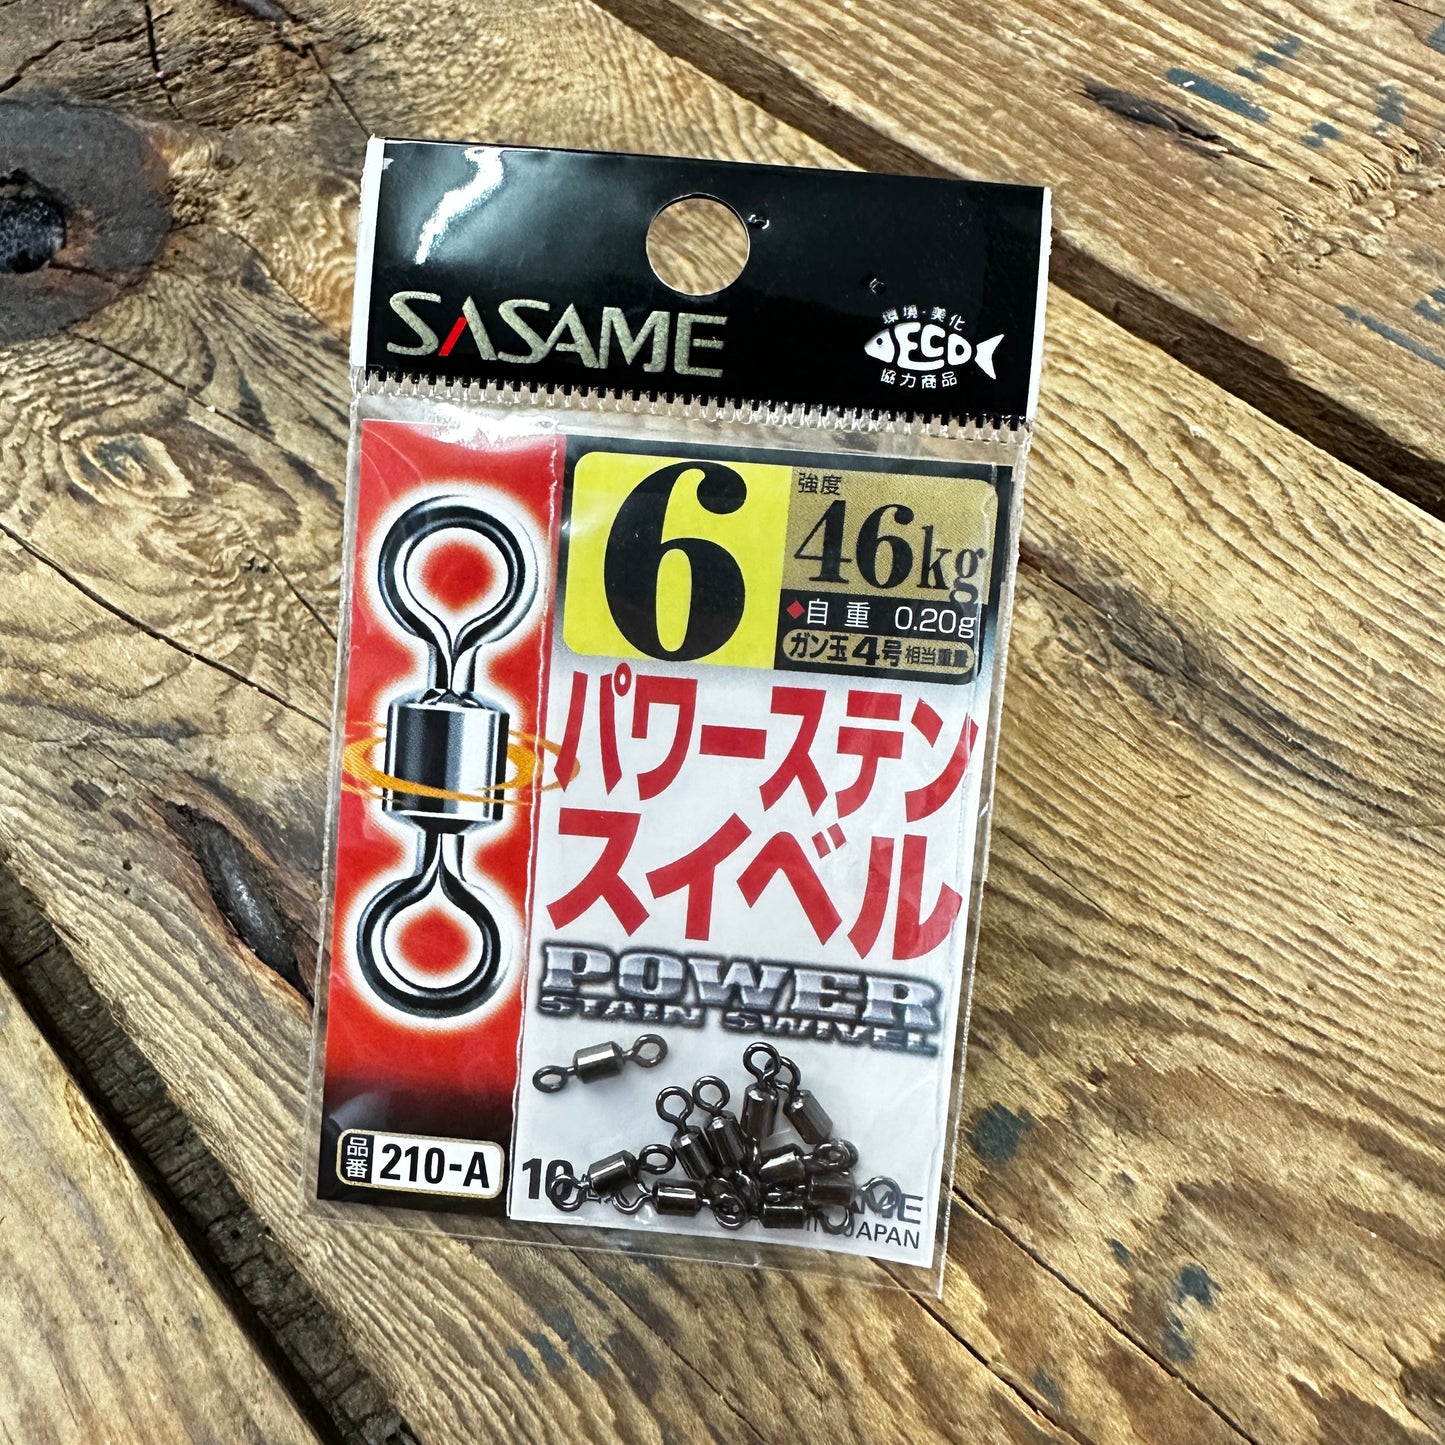 SASAME
環境・美化
ECO
協力商品
6
強度
46kg
◆自重 0.20g
ガン玉4号相当重量
パワーステン
スイベル
POWER
STAIN SWIVEL
品番
210-A
JAPAN